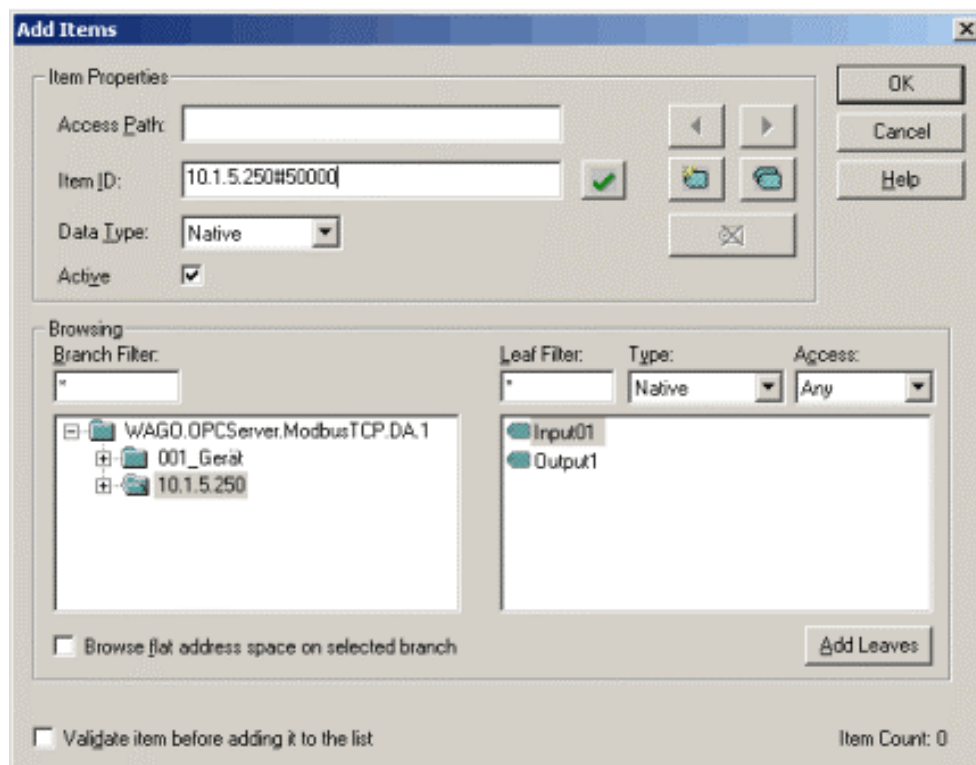 Add Items
Item Properties
OK
Access Path:
Cancel
Item ID: 10.1.5.250#50000
Help
Data Type: Native
Active
Browsing
Branch Filter: Leaf Filter: Type: Access:
* * Native Any
WAGO.OPCServer.ModbusTCP.DA.1 Input01
001_Gerät Output1
10.1.5.250
Browse flat address space on selected branch Add Leaves
Validate item before adding it to the list Item Count: 0